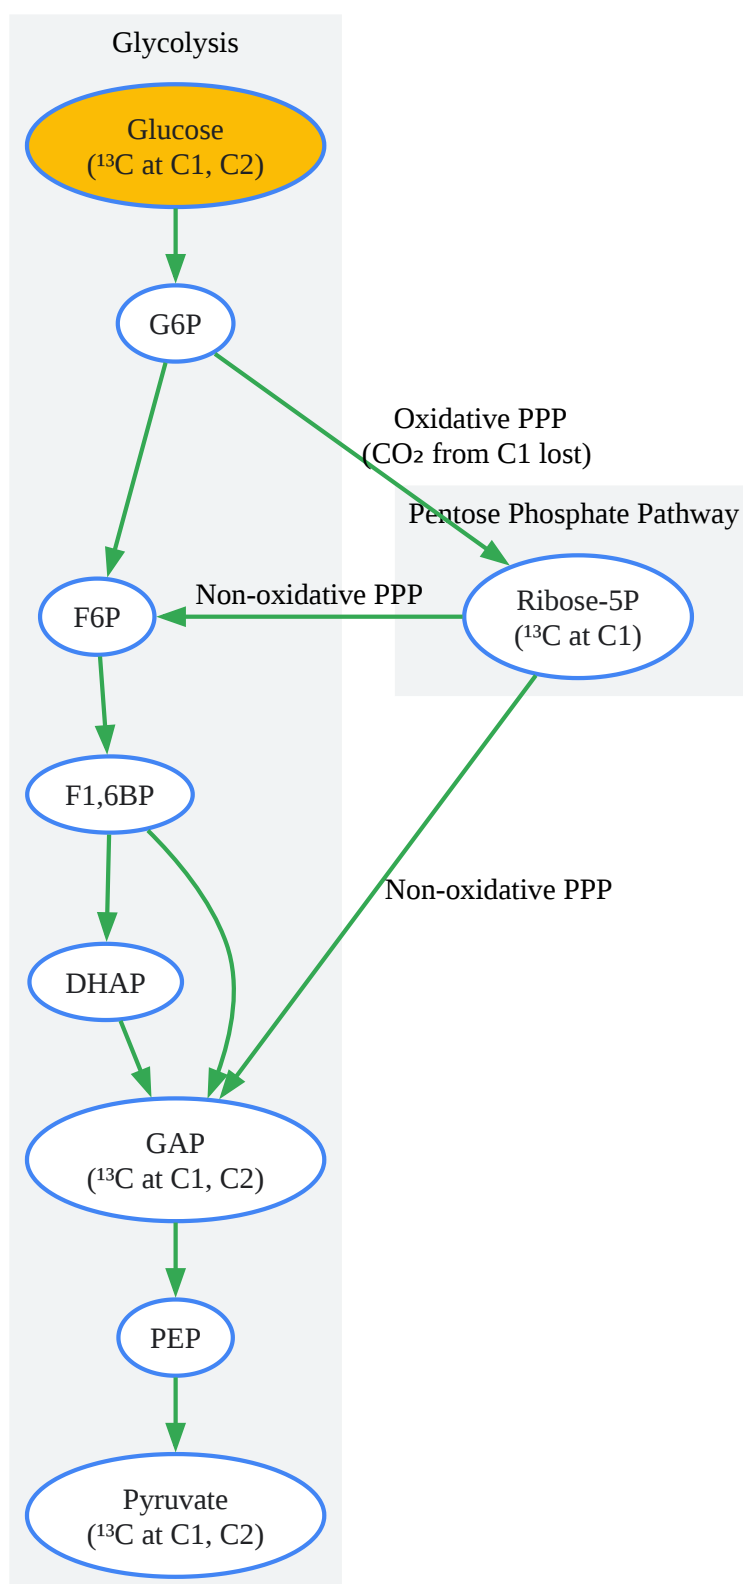 Glycolysis
Glucose
(¹³C at C1, C2)
G6P
Oxidative PPP
(CO₂ from C1 lost)
Pentose Phosphate Pathway
Non-oxidative PPP
Ribose-5P
(¹³C at C1)
F6P
F1,6BP
Non-oxidative PPP
DHAP
GAP
(¹³C at C1, C2)
PEP
Pyruvate
(¹³C at C1, C2)